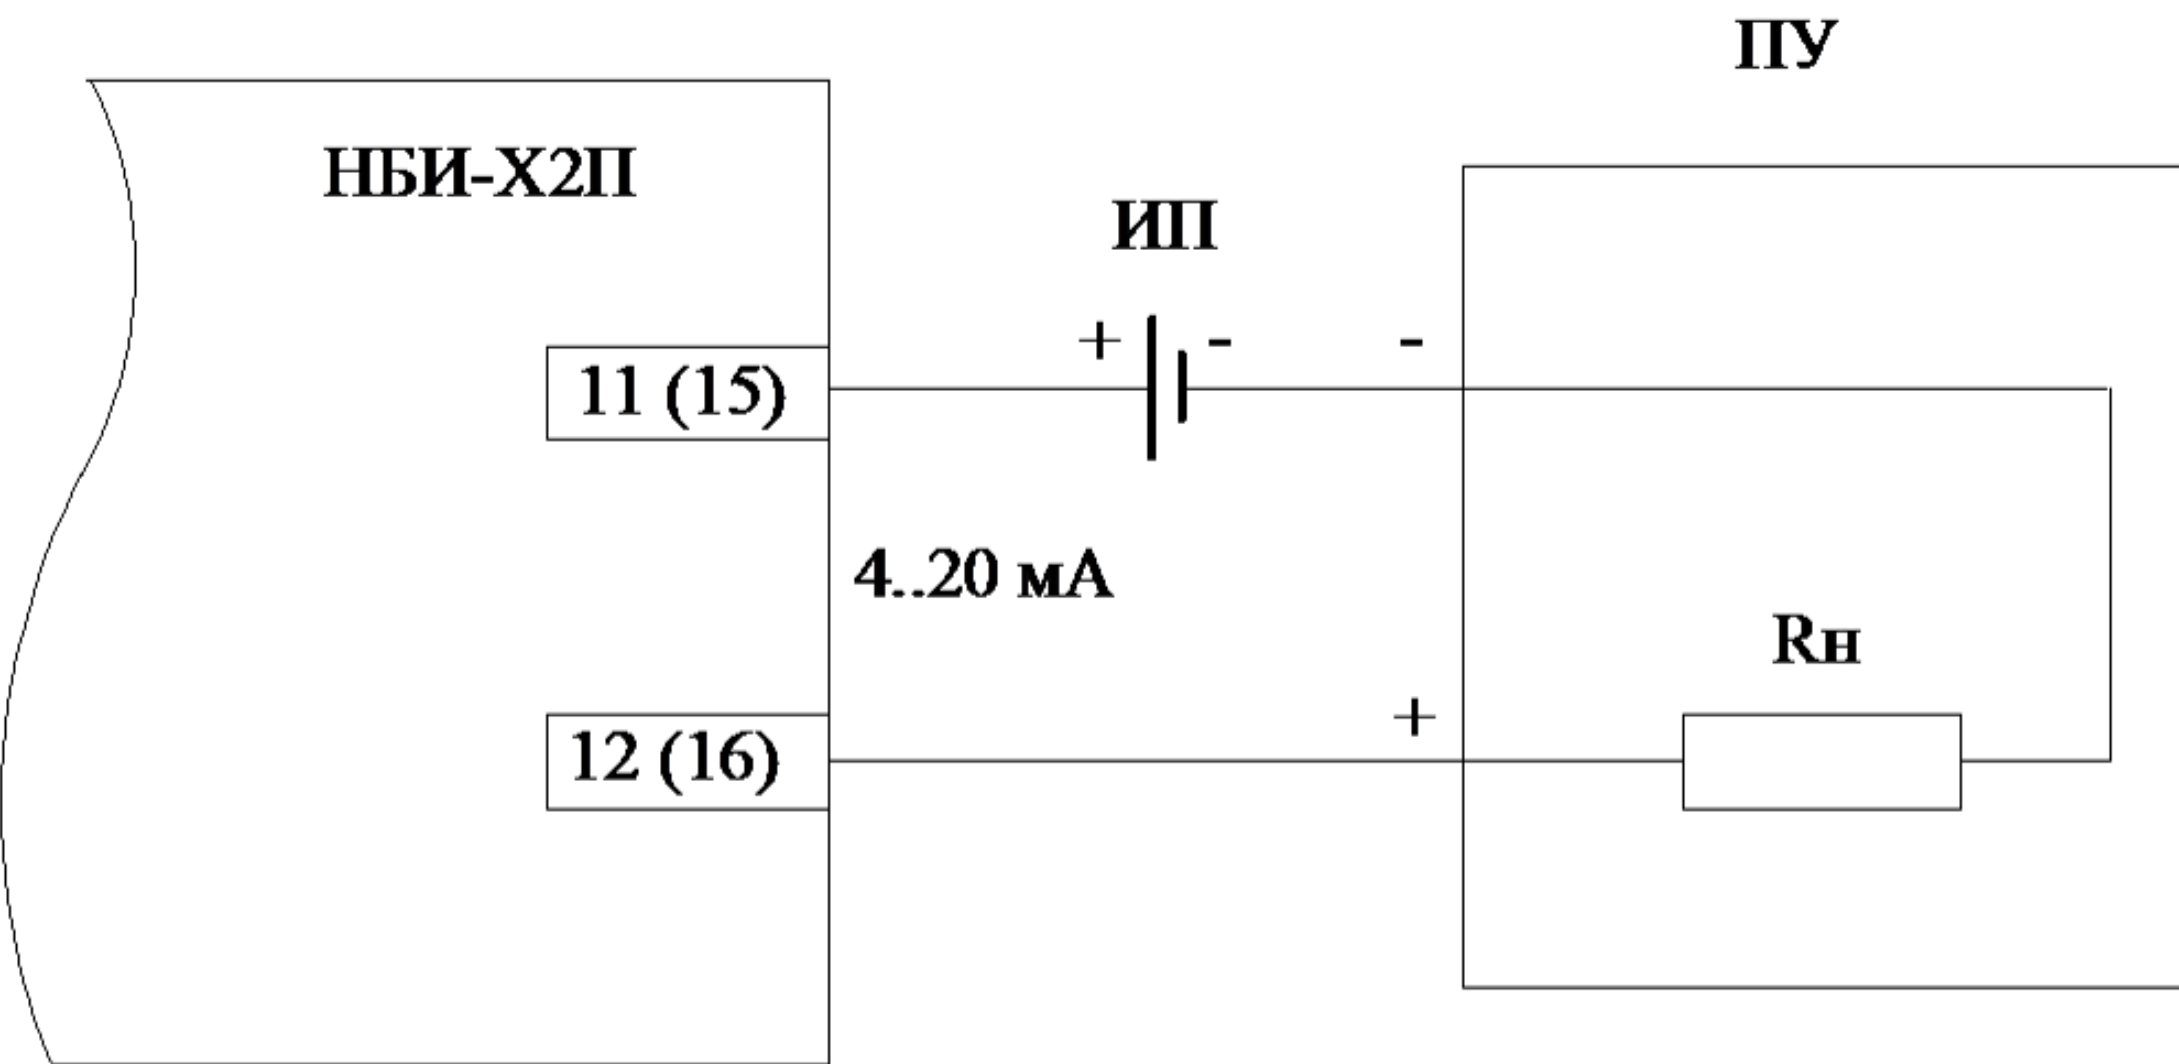 ПУ
НБИ-Х2П
ИП
+ - -
11 (15)
4..20 мА
Rн
+
12 (16)